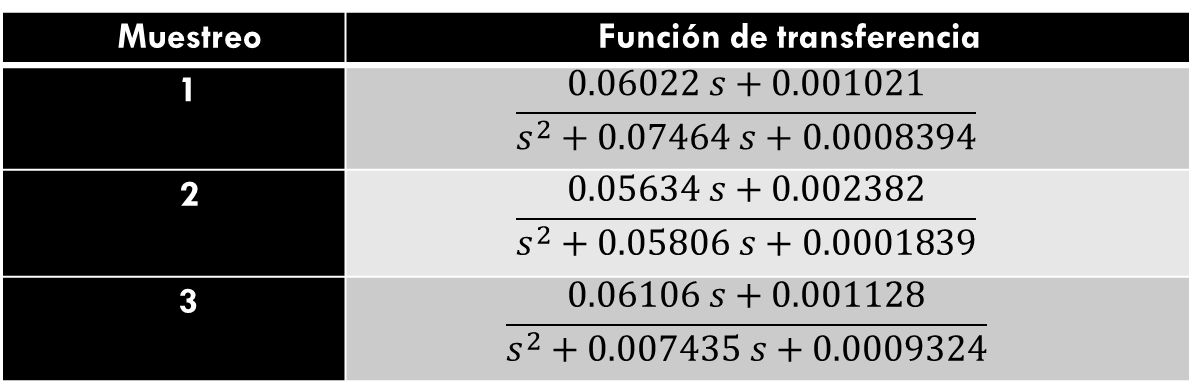 Muestreo Función de transferencia
1
0.06022 s + 0.001021
s² + 0.07464 s + 0.0008394
2
0.05634 s + 0.002382
s² + 0.05806 s + 0.0001839
3
0.06106 s + 0.001128
s² + 0.007435 s + 0.0009324